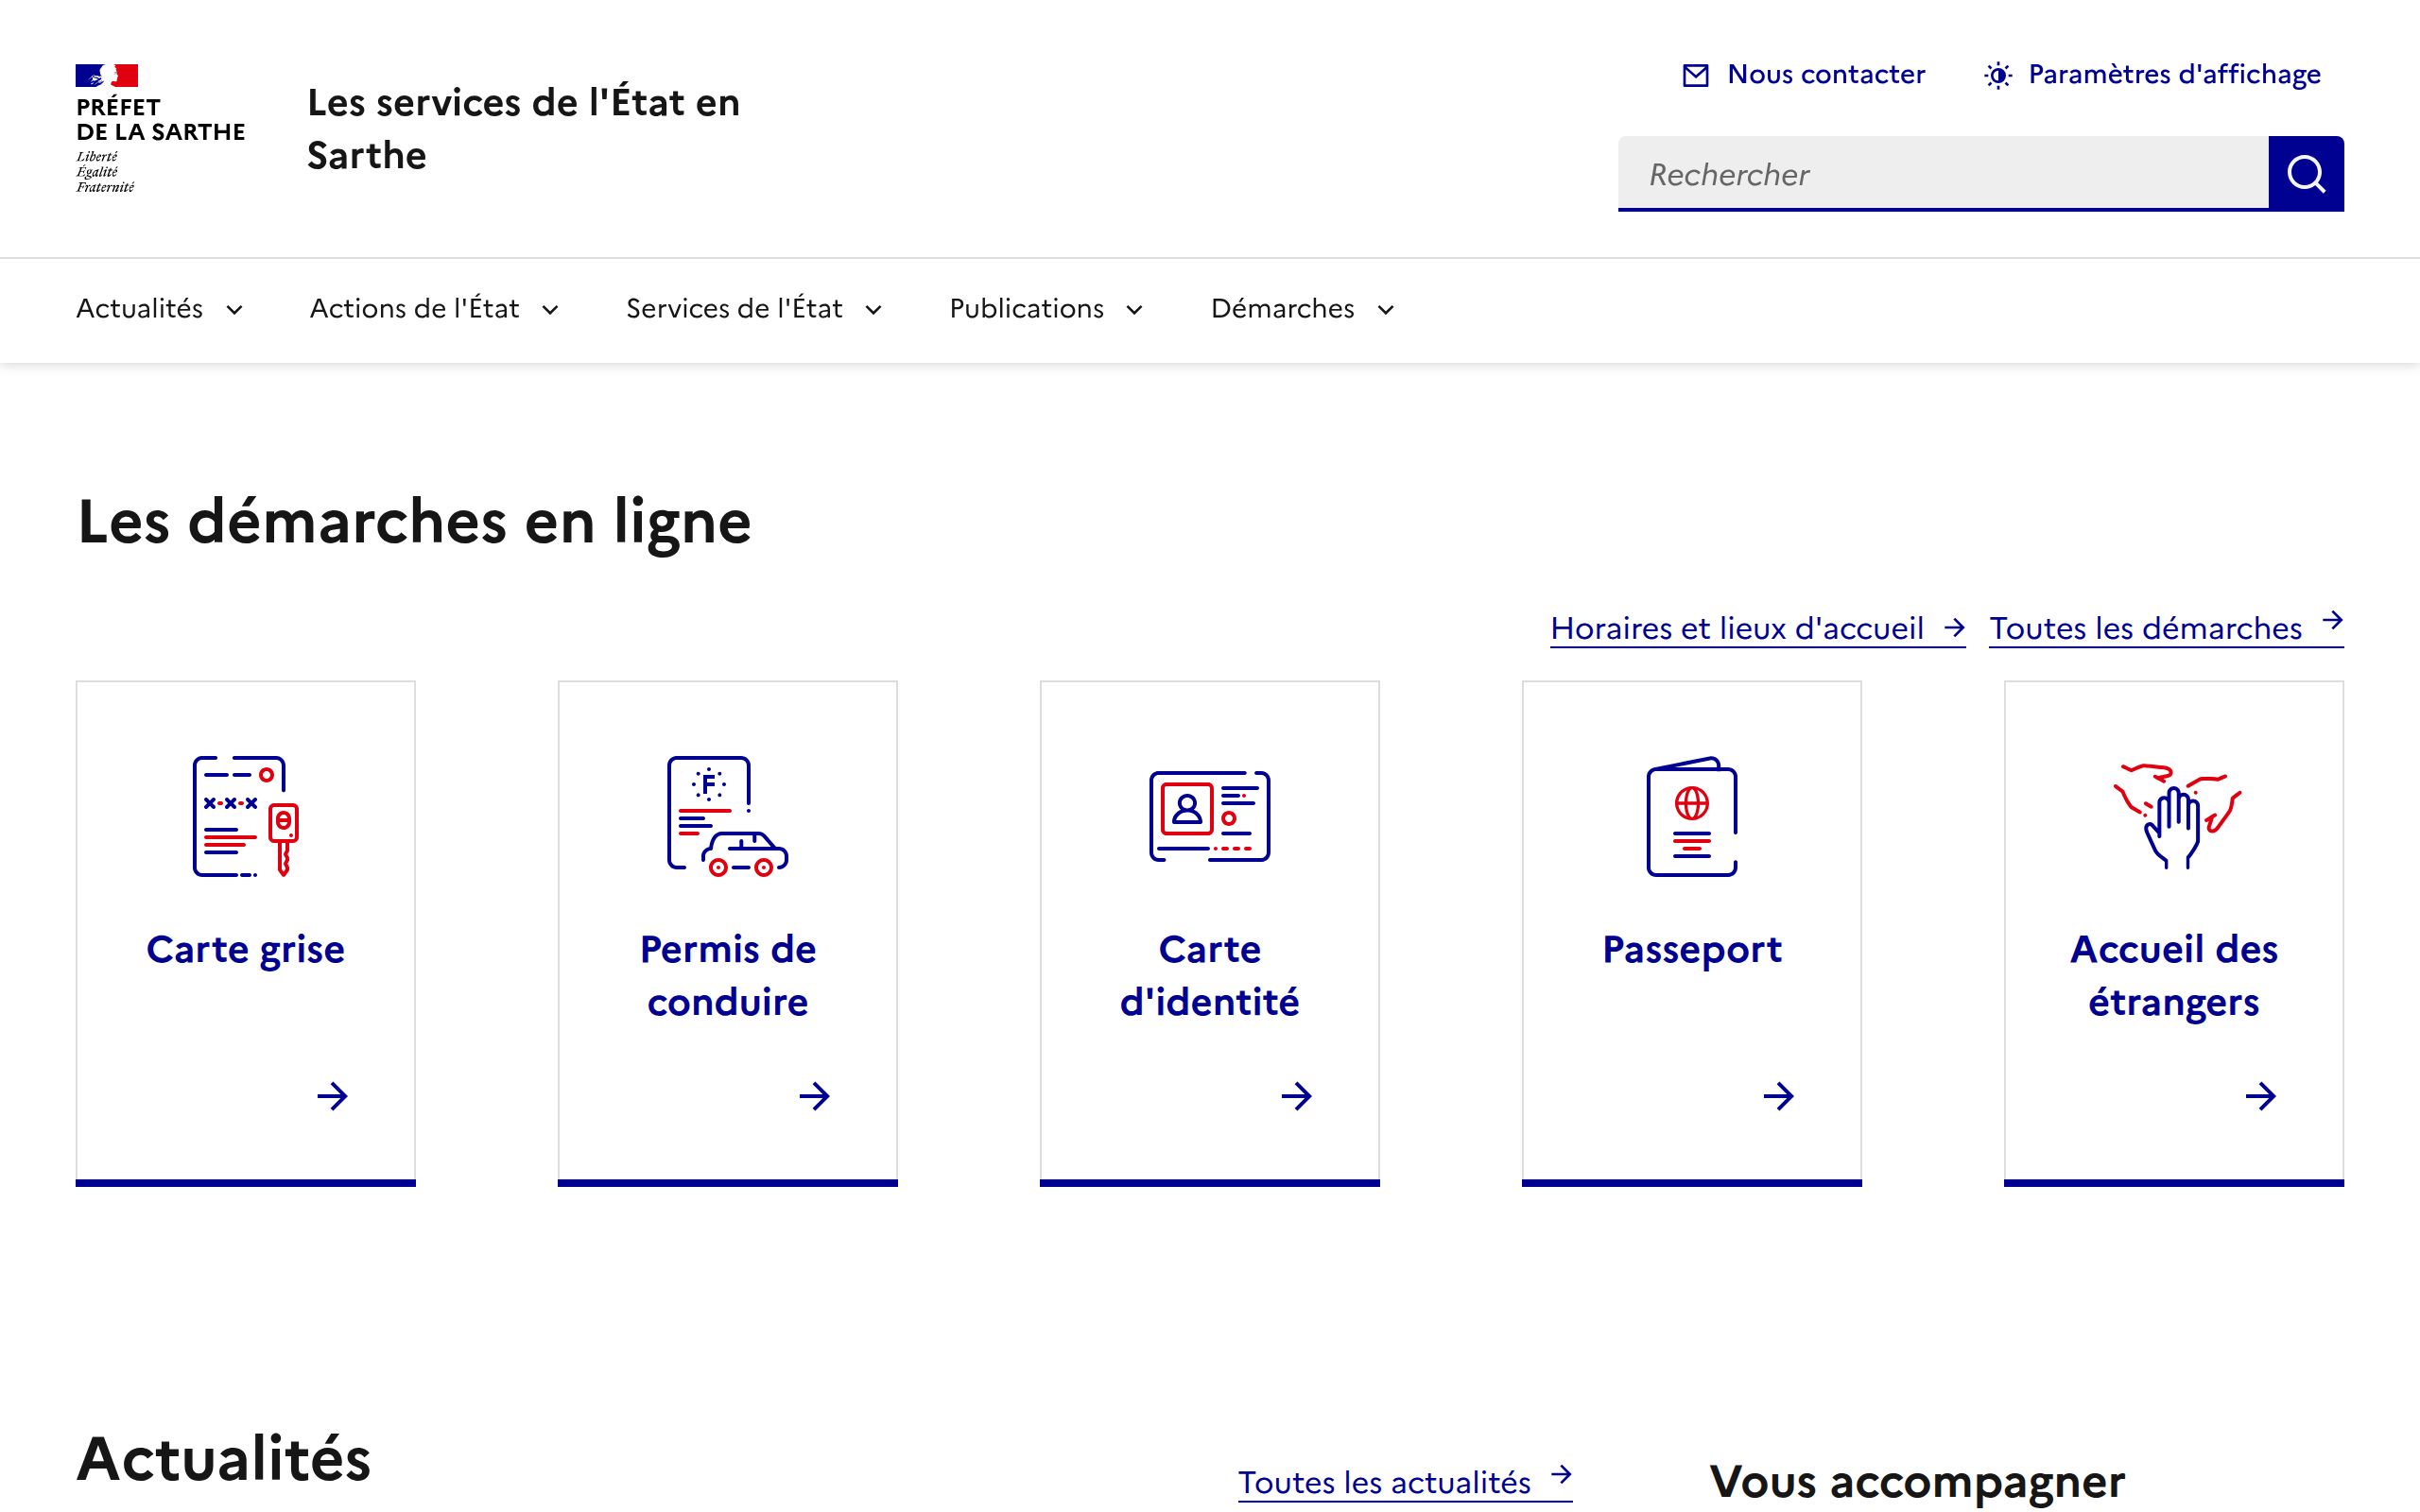 PRÉFET
DE LA SARTHE
Liberté
Égalité
Fraternité
Les services de l'État en
Sarthe
Nous contacter
Paramètres d'affichage
Rechercher
Actualités
Actions de l'État
Services de l'État
Publications
Démarches
Les démarches en ligne
Horaires et lieux d'accueil
Toutes les démarches
Carte grise
F
Permis de
conduire
Carte
d'identité
Passeport
Accueil des
étrangers
Actualités
Toutes les actualités
Vous accompagner